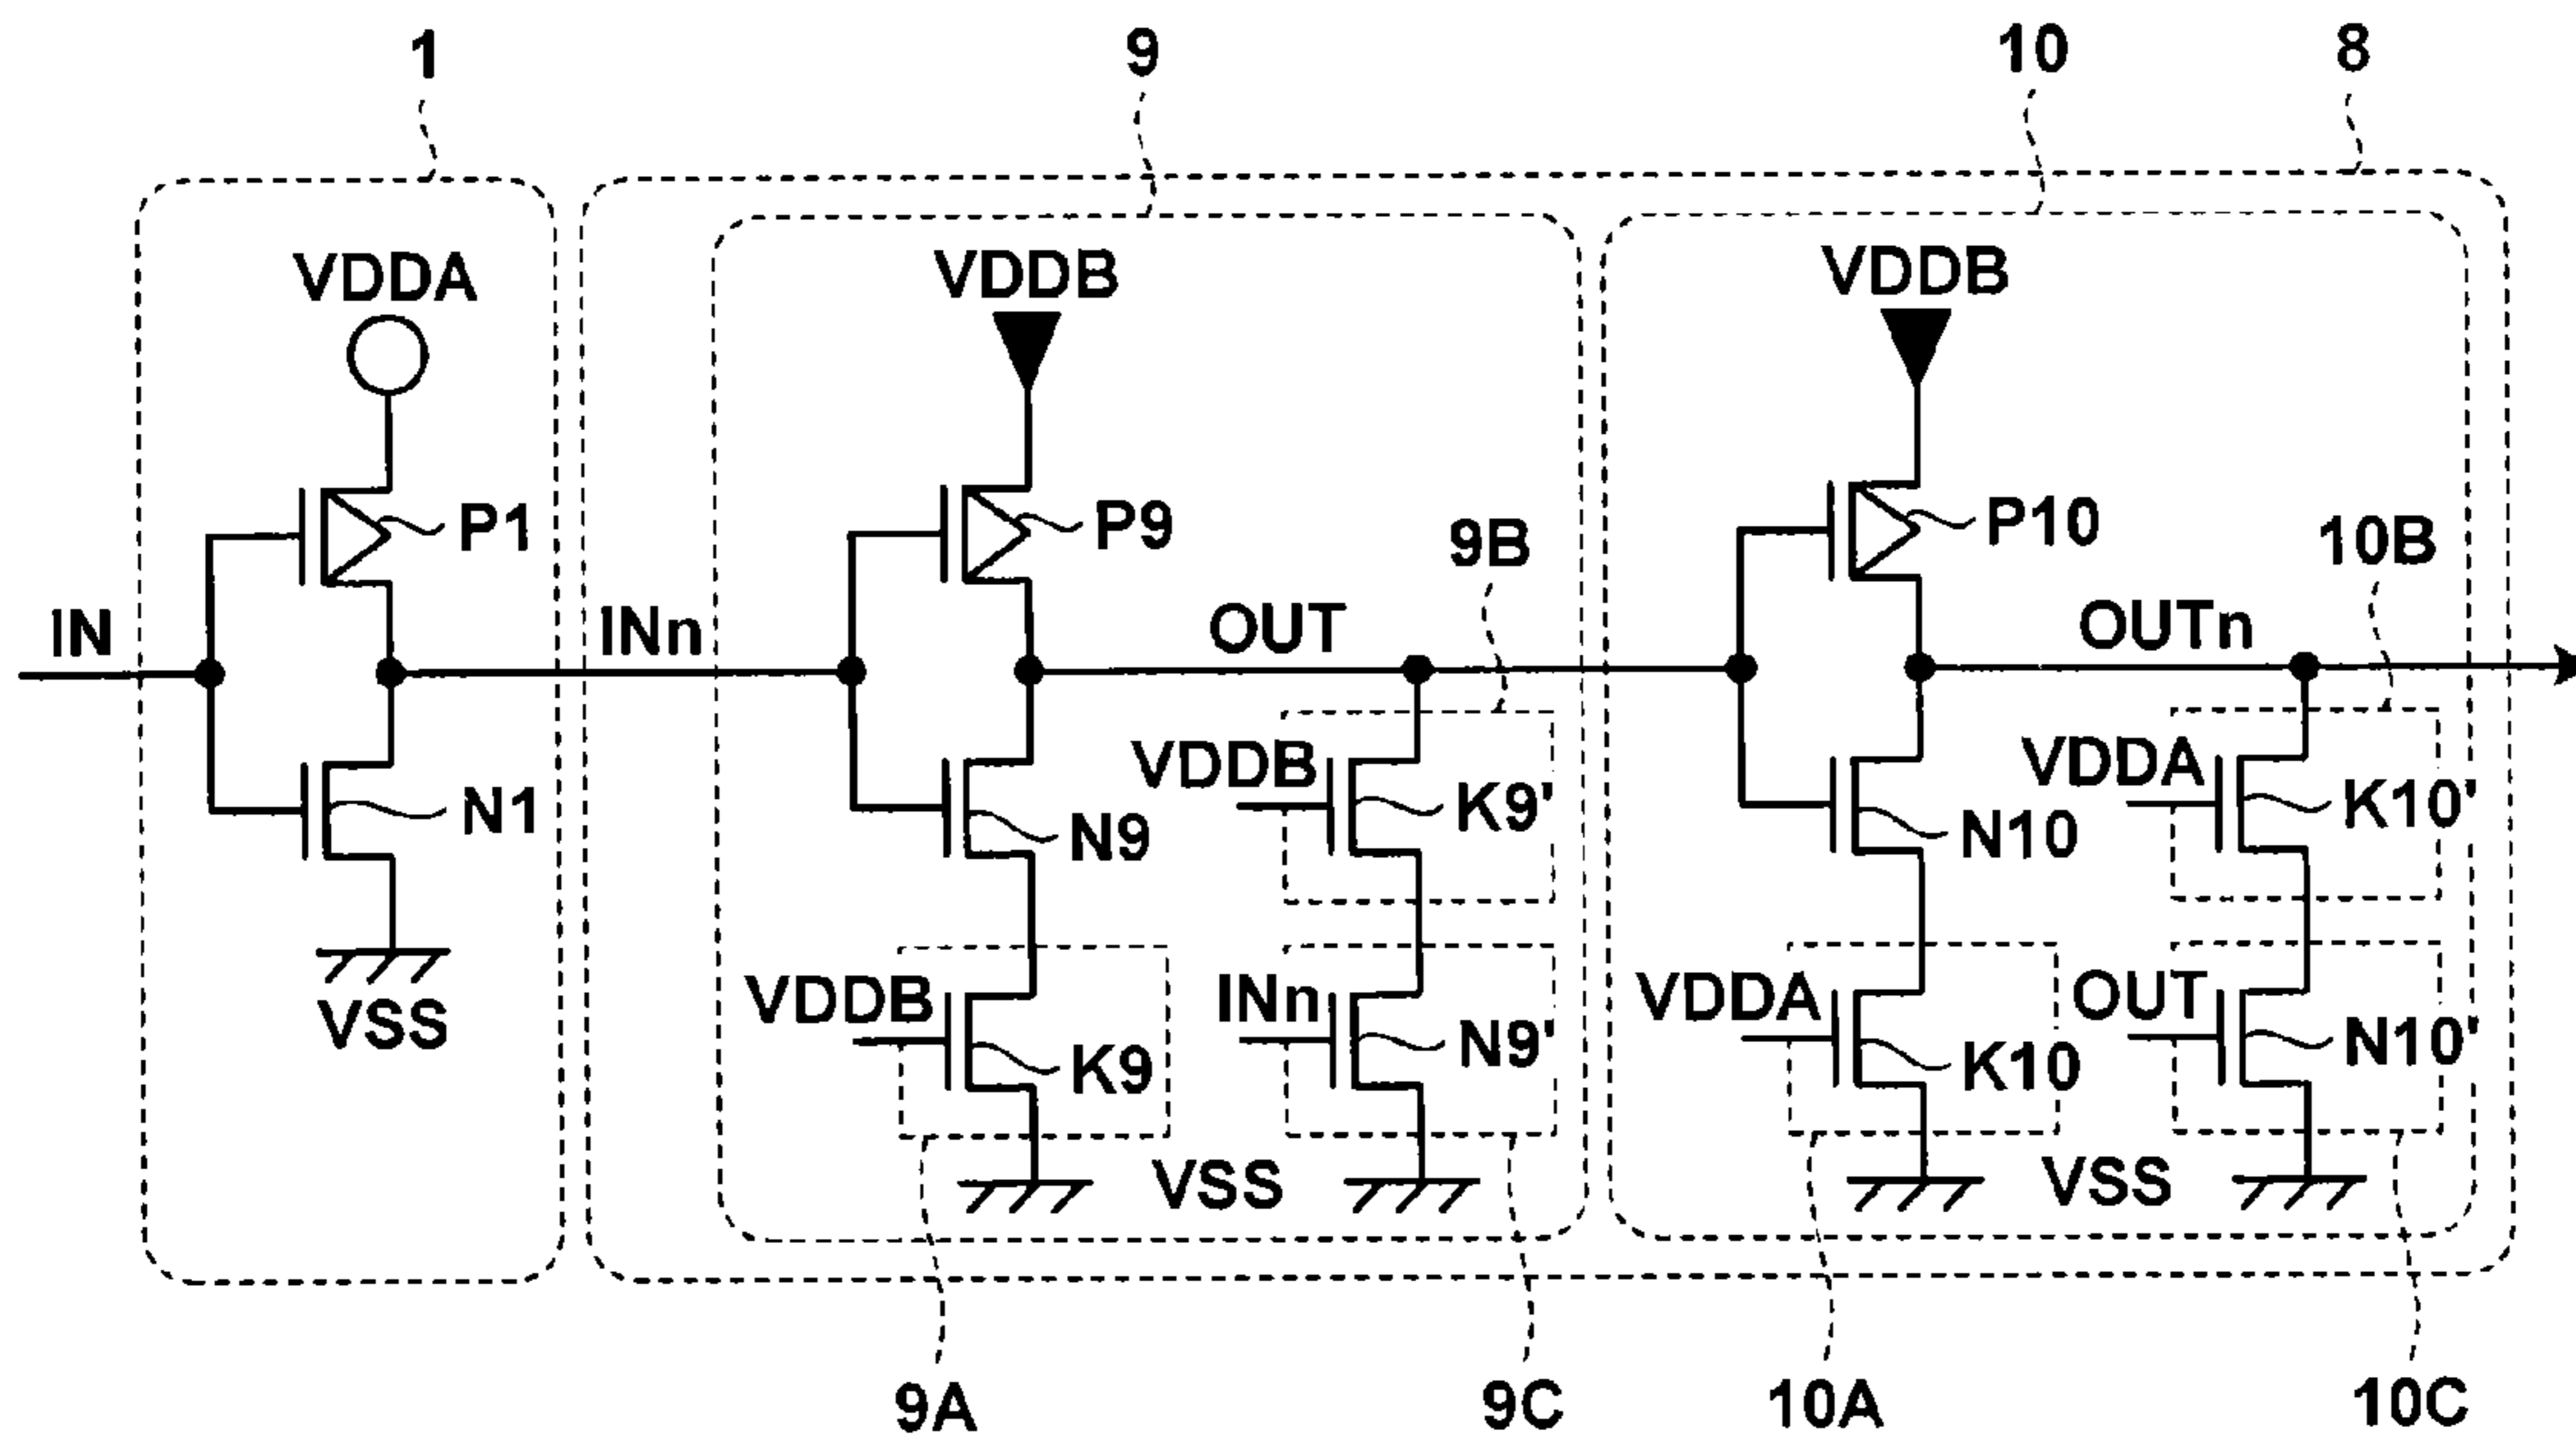 1
9
10
8
VDDA
VDDB
VDDB
P1
P9
9B
P10
10B
IN
INn
OUT
OUTn
N1
N9
VDDB
K9'
N10
VDDA
K10'
VSS
VDDB
K9
INn
N9'
VDDA
K10
OUT
N10'
VSS
VSS
9A
9C
10A
10C